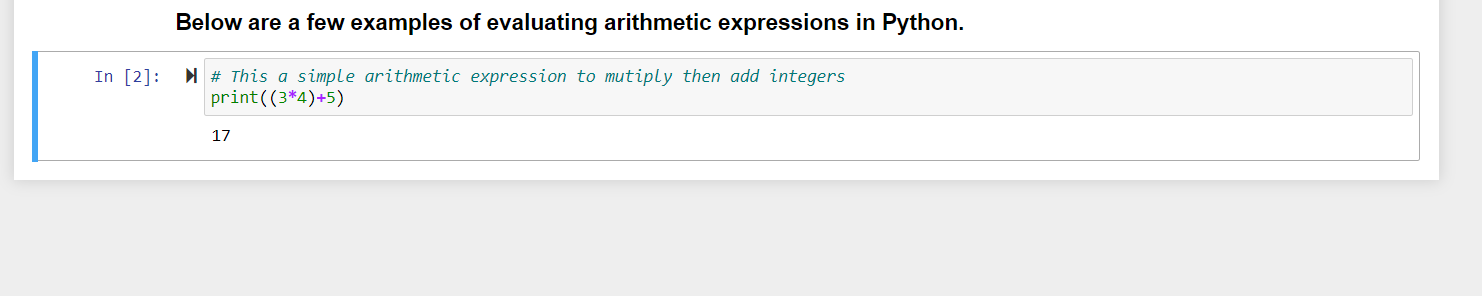 Below are a few examples of evaluating arithmetic expressions in Python.
In [2]:
# This a simple arithmetic expression to mutiply then add integers
print((3*4)+5)
17